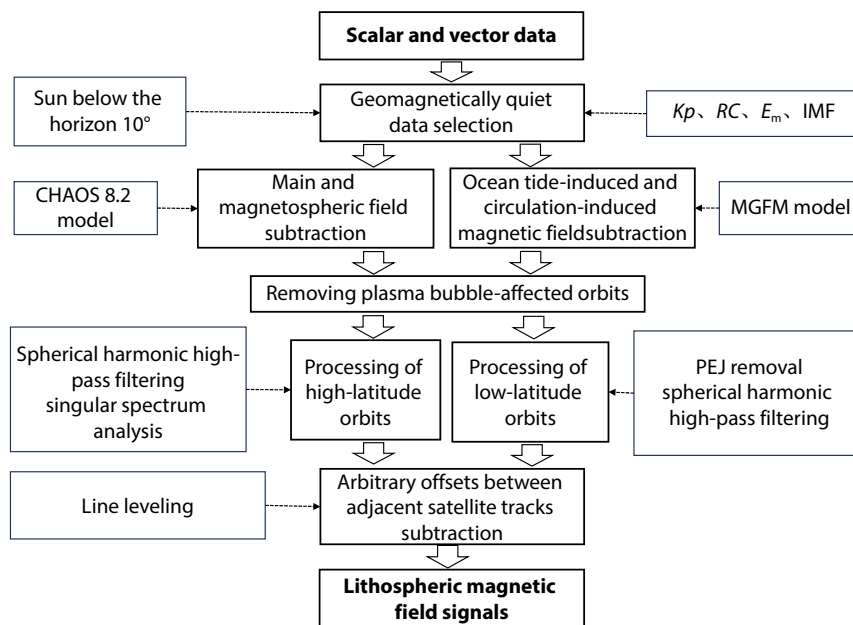 Scalar and vector data
Sun below the
horizon 10°
Geomagnetically quiet
data selection
Kp、RC、Em、IMF
CHAOS 8.2
model
Main and
magnetospheric field
subtraction
Ocean tide-induced and
circulation-induced
magnetic fieldsubtraction
MGFM model
Removing plasma bubble-affected orbits
Spherical harmonic high-
pass filtering
singular spectrum
analysis
Processing of
high-latitude
orbits
Processing of
low-latitude
orbits
PEJ removal
spherical harmonic
high-pass filtering
Line leveling
Arbitrary offsets between
adjacent satellite tracks
subtraction
Lithospheric magnetic
field signals